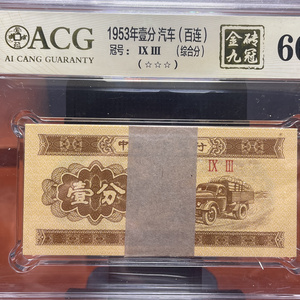 ACG
AI CANG GUARANTY
1953年壹分 汽车（百连）
冠号： IX III （综合分）
（☆☆☆）
金砖
九冠
66
中
壹分
IX III